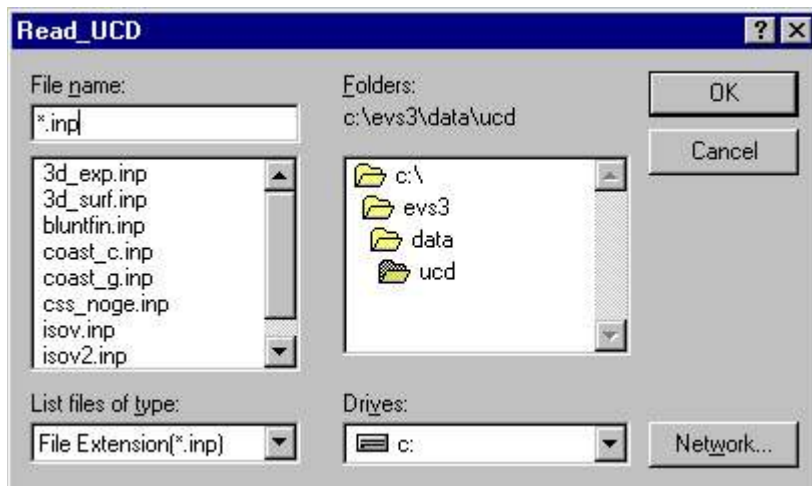 Read_UCD
File name:
*.inp
3d_exp.inp
3d_surf.inp
bluntfin.inp
coast_c.inp
coast_g.inp
css_noge.inp
isov.inp
isov2.inp
List files of type:
File Extension(*.inp)
Folders:
c:\evs3\data\ucd
c:\
evs3
data
ucd
Drives:
c:
OK
Cancel
Network...